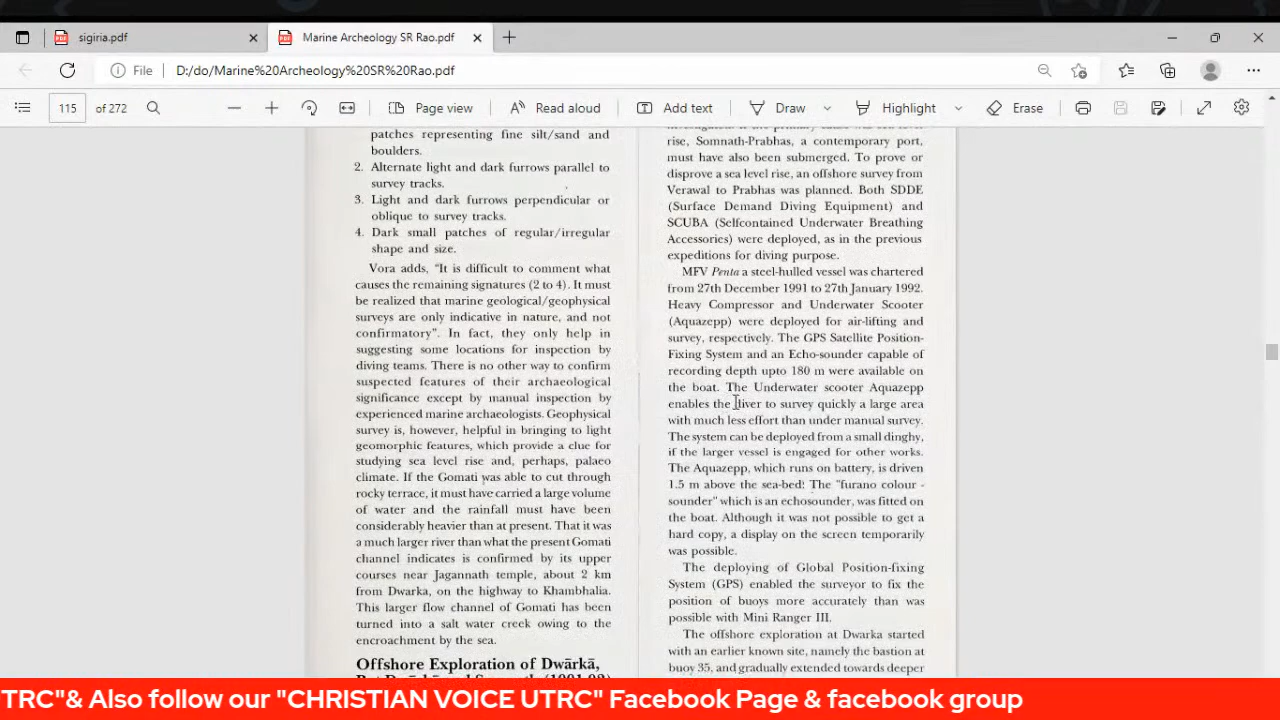 sigiria.pdf
Marine Archeology SR Rao.pdf
File
D:/do/Marine%20Archeology%20SR%20Rao.pdf
115 of 272
Page view
Read aloud
Add text
Draw
Highlight
Erase
patches representing fine silt/sand and
boulders.
2. Alternate light and dark furrows parallel to
survey tracks.
3. Light and dark furrows perpendicular or
oblique to survey tracks.
4. Dark small patches of regular/irregular
shape and size.
Vora adds, "It is difficult to comment what
causes the remaining signatures (2 to 4). It must
be realized that marine geological/geophysical
surveys are only indicative in nature, and not
confirmatory". In fact, they only help in
suggesting some locations for inspection by
diving teams. There is no other way to confirm
suspected features of their archaeological
significance except by manual inspection by
experienced marine archaeologists. Geophysical
survey is, however, helpful in bringing to light
geomorphic features, which provide a clue for
studying sea level rise and, perhaps, palaeo
climate. If the Gomati was able to cut through
rocky terrace, it must have carried a large volume
of water and the rainfall must have been
considerably heavier than at present. That it was
a much larger river than what the present Gomati
channel indicates is confirmed by its upper
courses near Jagannath temple, about 2 km
from Dwarka, on the highway to Khambhalia.
This larger flow channel of Gomati has been
turned into a salt water creek owing to the
encroachment by the sea.
Offshore Exploration of Dwārkā,
rise, Somnath-Prabhas, a contemporary port,
must have also been submerged. To prove or
disprove a sea level rise, an offshore survey from
Verawal to Prabhas was planned. Both SDDE
(Surface Demand Diving Equipment) and
SCUBA (Selfcontained Underwater Breathing
Accessories) were deployed, as in the previous
expeditions for diving purpose.
MFV Penta a steel-hulled vessel was chartered
from 27th December 1991 to 27th January 1992.
Heavy Compressor and Underwater Scooter
(Aquazepp) were deployed for air-lifting and
survey, respectively. The GPS Satellite Position-
Fixing System and an Echo-sounder capable of
recording depth upto 180 m were available on
the boat. The Underwater scooter Aquazepp
enables the diver to survey quickly a large area
with much less effort than under manual survey.
The system can be deployed from a small dinghy,
if the larger vessel is engaged for other works.
The Aquazepp, which runs on battery, is driven
1.5 m above the sea-bed: The "furano colour -
sounder" which is an echosounder, was fitted on
the boat. Although it was not possible to get a
hard copy, a display on the screen temporarily
was possible.
The deploying of Global Position-fixing
System (GPS) enabled the surveyor to fix the
position of buoys more accurately than was
possible with Mini Ranger III.
The offshore exploration at Dwarka started
with an earlier known site, namely the bastion at
buoy 35, and gradually extended towards deeper
TRC"& Also follow our "CHRISTIAN VOICE UTRC" Facebook Page & facebook group